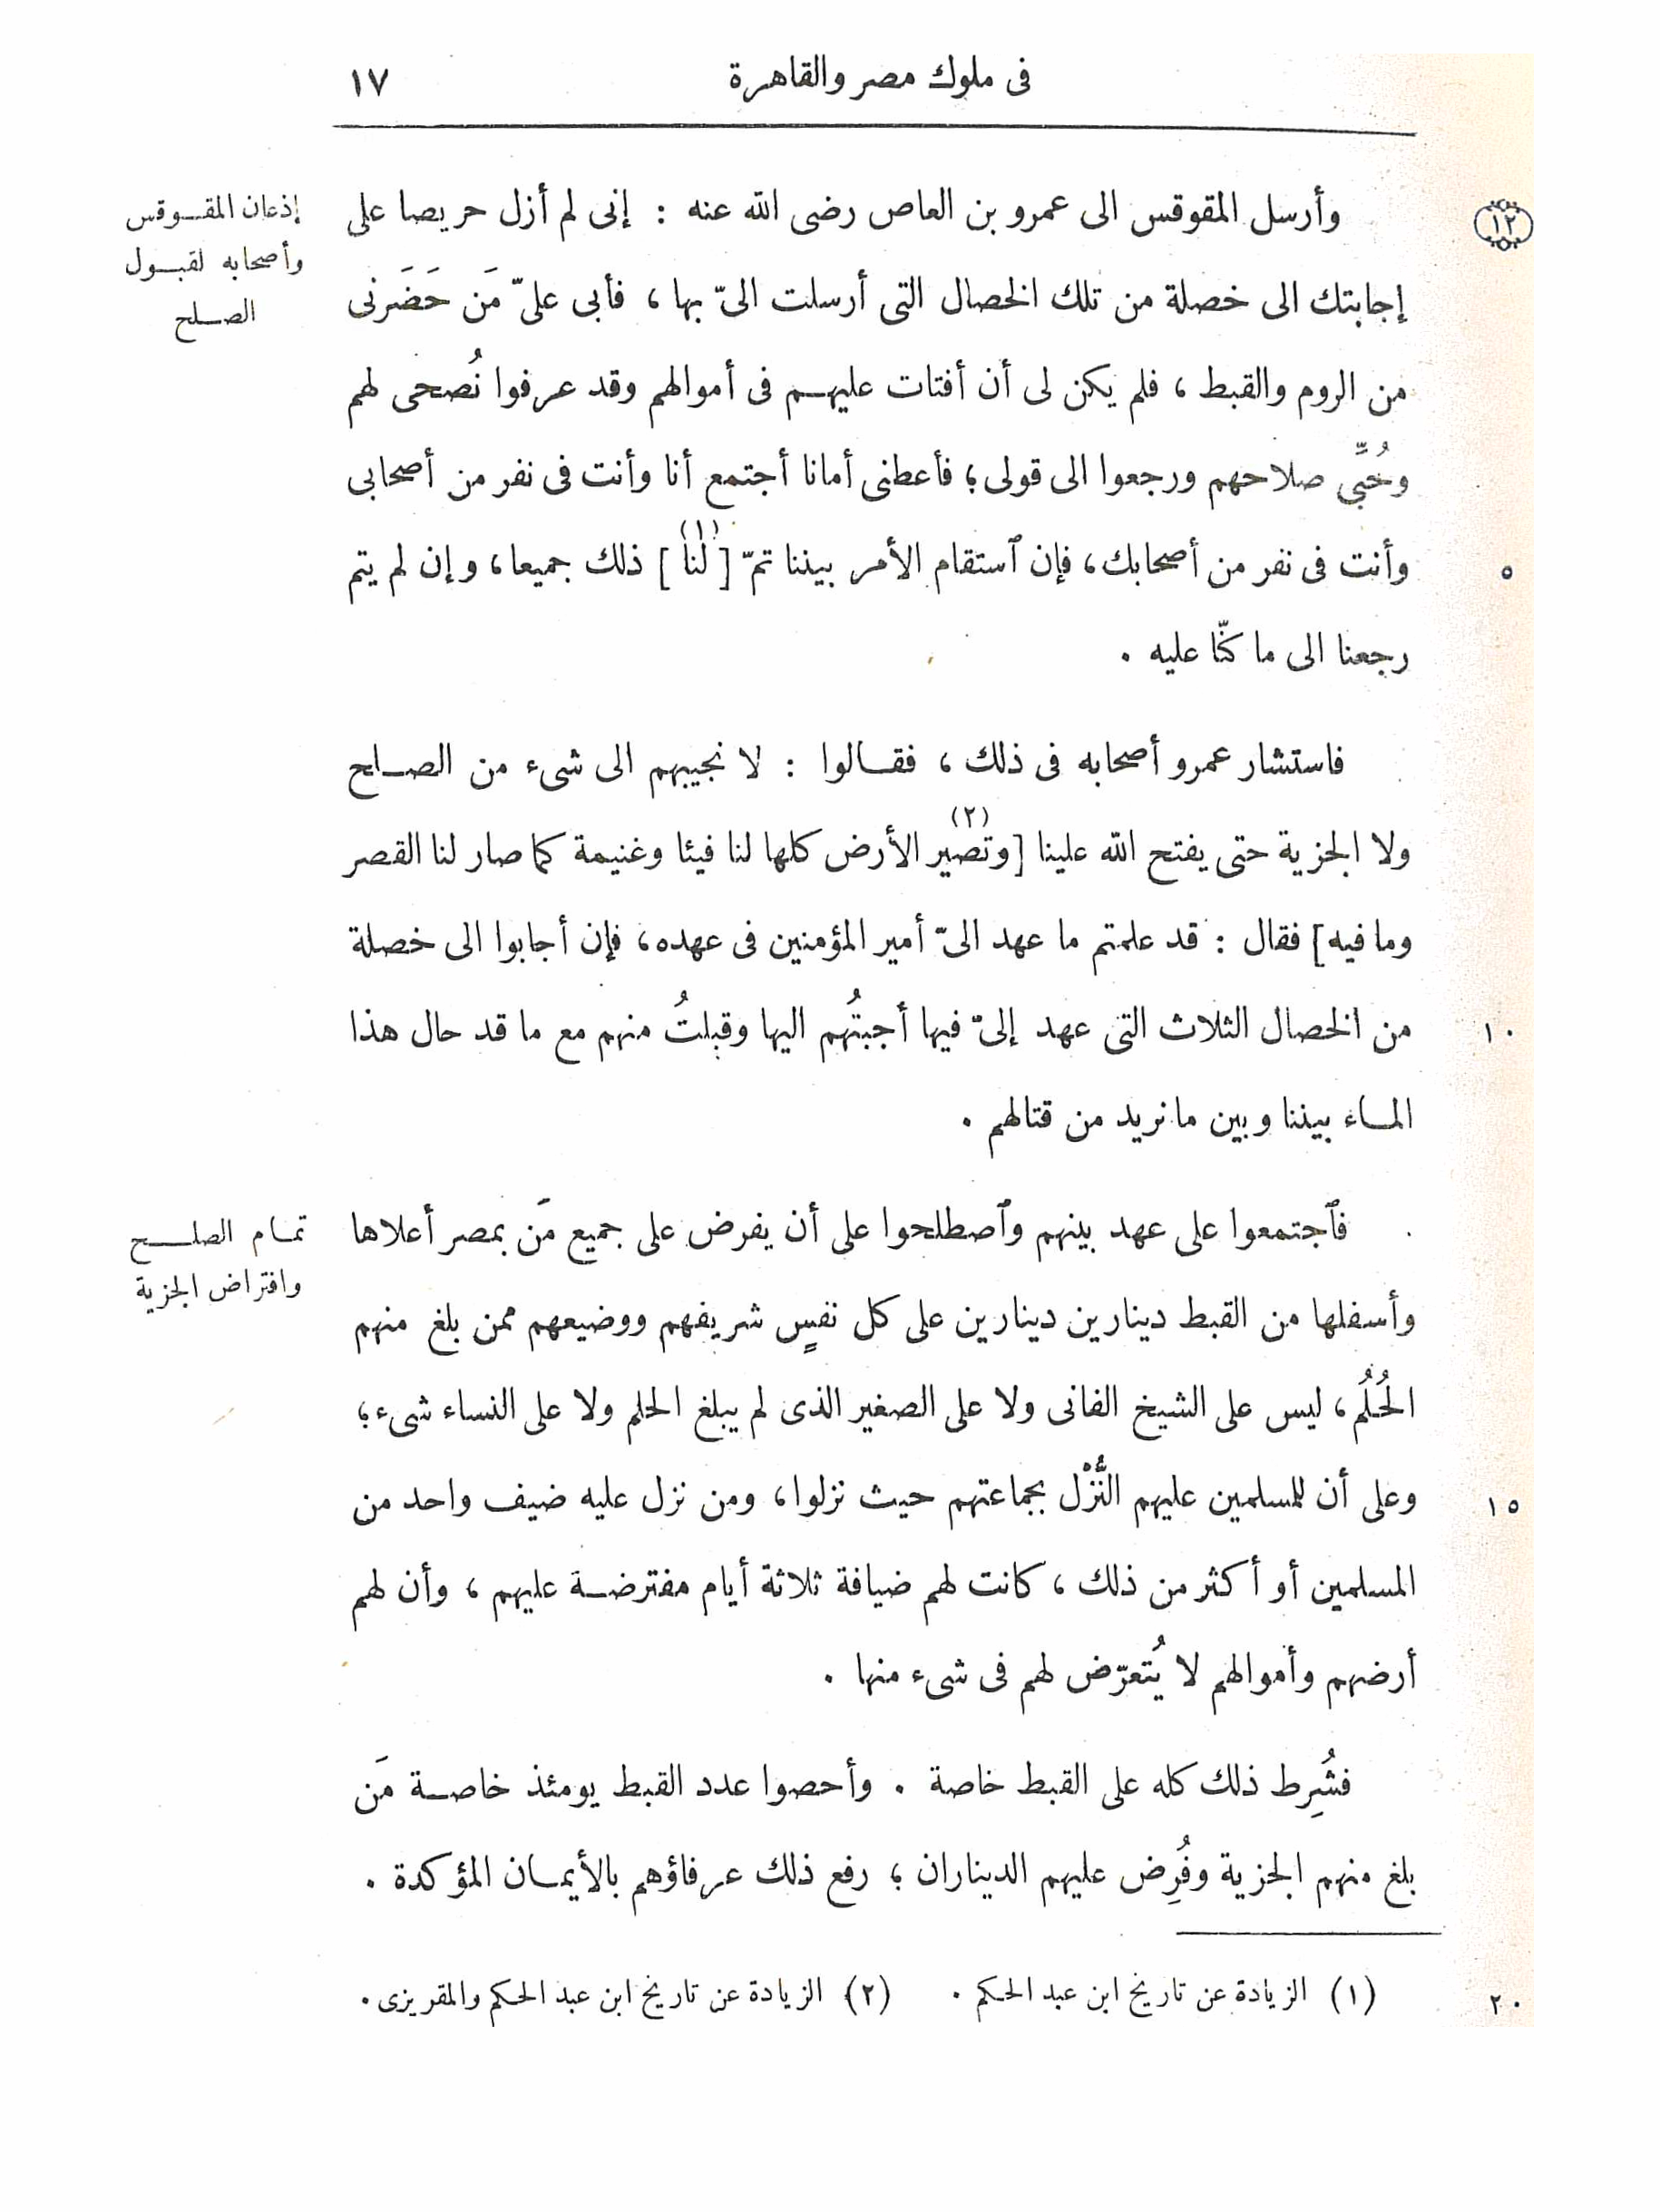 فى ملوك مصر والقاهرة ١٧
وأرسل المقوقس الى عمرو بن العاص رضى الله عنه : إنى لم أزل حريصا على
إجابتك الى خصلة من تلك الخصال التى أرسلت الىّ بها ، فأبى علىّ مَن حَضَرنى
من الروم والقبط ، فلم يكن لى أن أفتات عليهم فى أموالهم وقد عرفوا نُصحى لهم
وحُبِّى صلاحهم ورجعوا الى قولى ؛ فأعطنى أمانا أجتمع أنا وأنت فى نفر من أصحابى
وأنت فى نفر من أصحابك ، فإن ٱستقام الأمر بيننا تمّ [ لنا ](١) ذلك جميعا ، وإن لم يتم
رجعنا الى ما كنّا عليه .
فاستشار عمرو أصحابه فى ذلك ، فقالوا : لا نجيبهم الى شىء من الصلح
ولا الجزية حتى يفتح الله علينا [وتصير(٢) الأرض كلها لنا فيئا وغنيمة كما صار لنا القصر
وما فيه] فقال : قد علمتم ما عهد الىّ أمير المؤمنين فى عهده ، فإن أجابوا الى خصلة
من الخصال الثلاث التى عهد إلىّ فيها أجبتُهم اليها وقبلتُ منهم مع ما قد حال هذا
الماء بيننا وبين ما نريد من قتالهم .
فٱجتمعوا على عهد بينهم وٱصطلحوا على أن يفرض على جميع مَن بمصر أعلاها
وأسفلها من القبط دينارين دينارين على كل نفسٍ شريفهم ووضيعهم ممن بلغ منهم
الحُلُم ، ليس على الشيخ الفانى ولا على الصغير الذى لم يبلغ الحلم ولا على النساء شىء ؛
وعلى أن للمسلمين عليهم النُّزْل بجماعتهم حيث نزلوا ، ومن نزل عليه ضيف واحد من
المسلمين أو أكثر من ذلك ، كانت لهم ضيافة ثلاثة أيام مفترضة عليهم ، وأن لهم
أرضهم وأموالهم لا يُتعرّض لهم فى شىء منها .
فشُرِط ذلك كله على القبط خاصة . وأحصوا عدد القبط يومئذ خاصة مَن
بلغ منهم الجزية وفُرِض عليهم الديناران ؛ رفع ذلك عرفاؤهم بالأيمان المؤكدة .
(١) الزيادة عن تاريخ ابن عبد الحكم . (٢) الزيادة عن تاريخ ابن عبد الحكم والمقريزى .
إذعان المقوقس
وأصحابه لقبول
الصلح
تمام الصلح
وافتراض الجزية
١٢
٥
١٠
١٥
٢٠